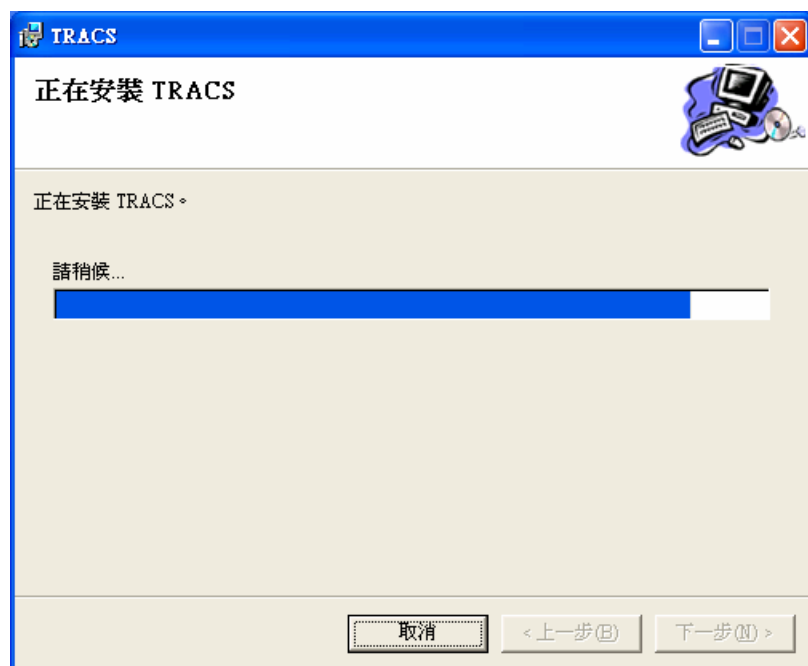 TRACS
正在安裝 TRACS
正在安裝 TRACS。
請稍候...
取消
<上一步(B)
下一步(N) >